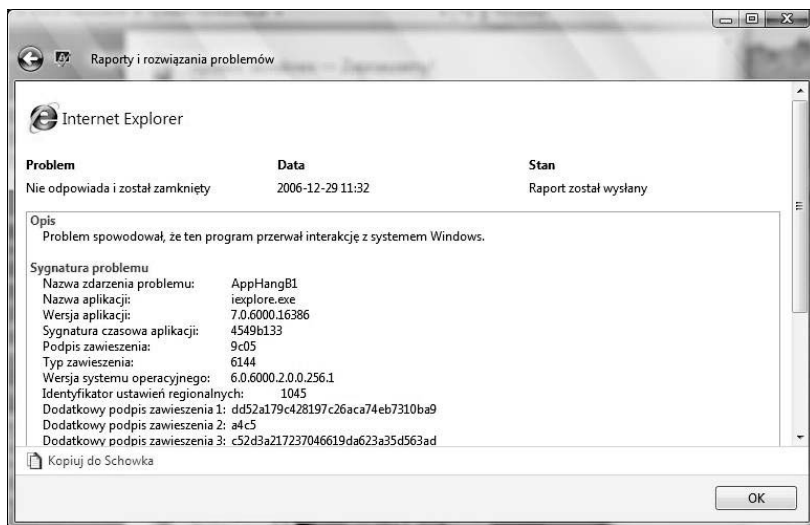 Raporty i rozwiązania problemów
Internet Explorer
Problem Data Stan
Nie odpowiada i został zamknięty 2006-12-29 11:32 Raport został wysłany
Opis
Problem spowodował, że ten program przerwał interakcję z systemem Windows.
Sygnatura problemu
Nazwa zdarzenia problemu: AppHangB1
Nazwa aplikacji: iexplore.exe
Wersja aplikacji: 7.0.6000.16386
Sygnatura czasowa aplikacji: 4549b133
Podpis zawieszenia: 9c05
Typ zawieszenia: 6144
Wersja systemu operacyjnego: 6.0.6000.2.0.0.256.1
Identyfikator ustawień regionalnych: 1045
Dodatkowy podpis zawieszenia 1: dd52a179c428197c26aca74eb7310ba9
Dodatkowy podpis zawieszenia 2: a4c5
Dodatkowy podpis zawieszenia 3: c52d3a217237046619da623a35d563ad
Kopiuj do Schowka
OK